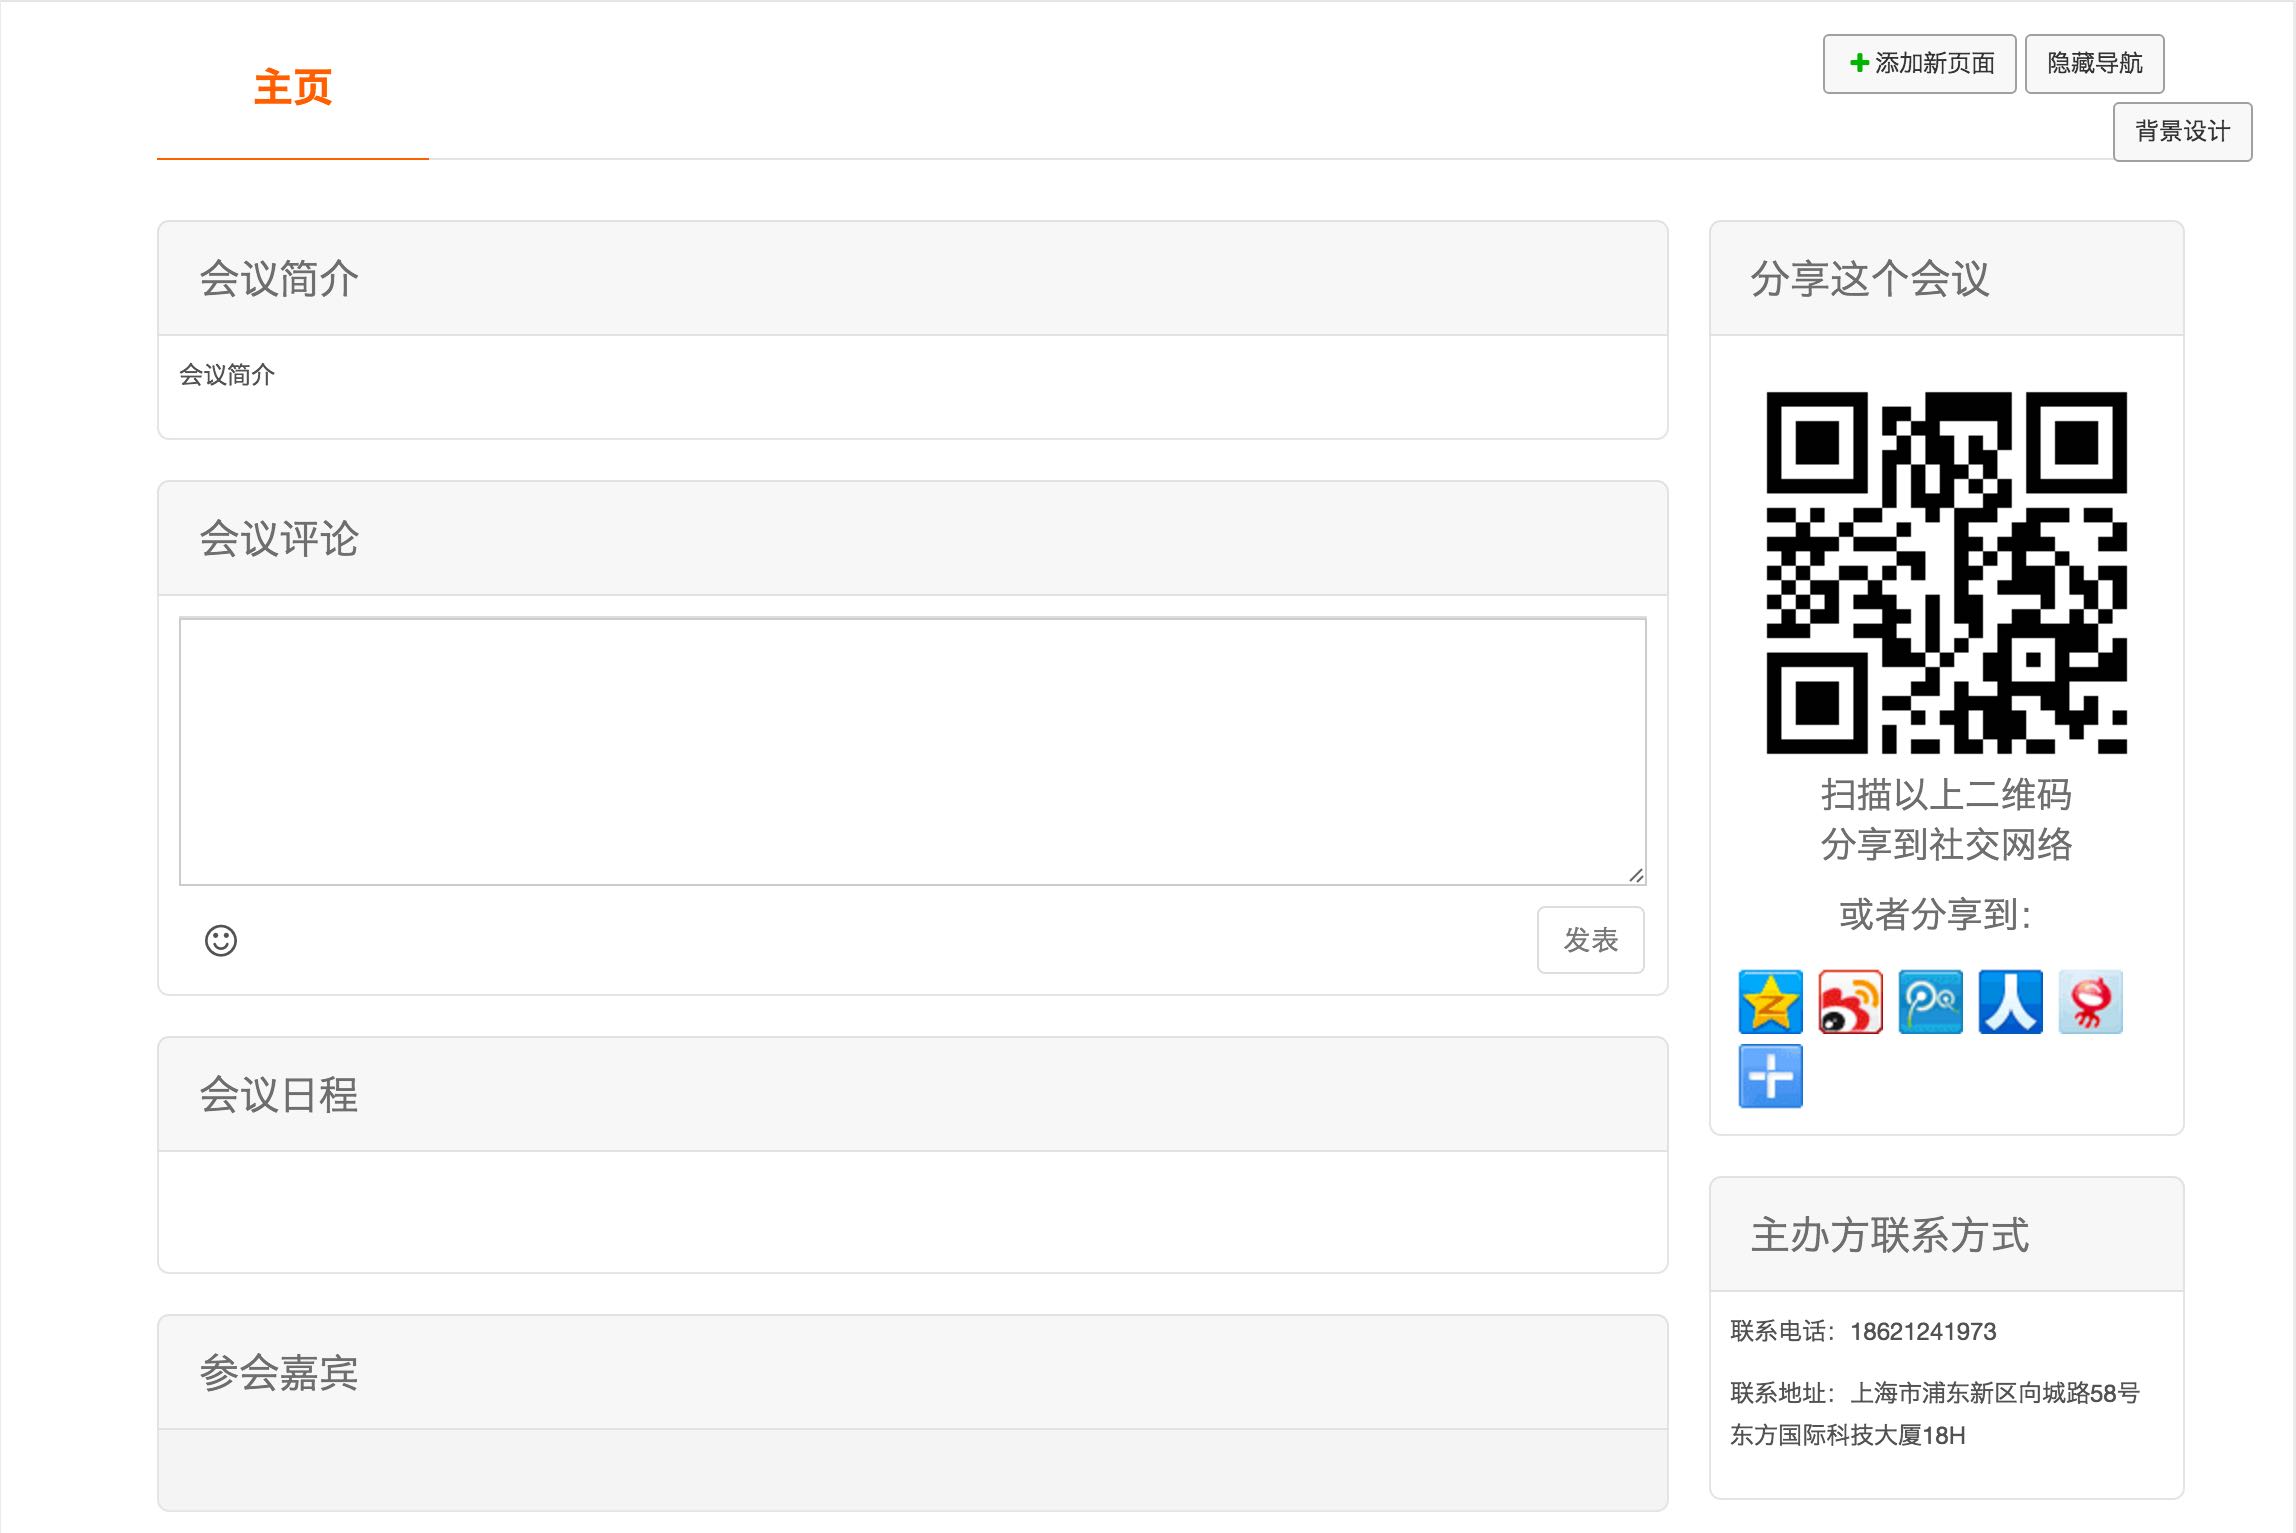 主页
添加新页面
隐藏导航
背景设计
会议简介
会议简介
会议评论
发表
会议日程
参会嘉宾
分享这个会议
扫描以上二维码
分享到社交网络
或者分享到：
主办方联系方式
联系电话：18621241973
联系地址：上海市浦东新区向城路58号
东方国际科技大厦18H